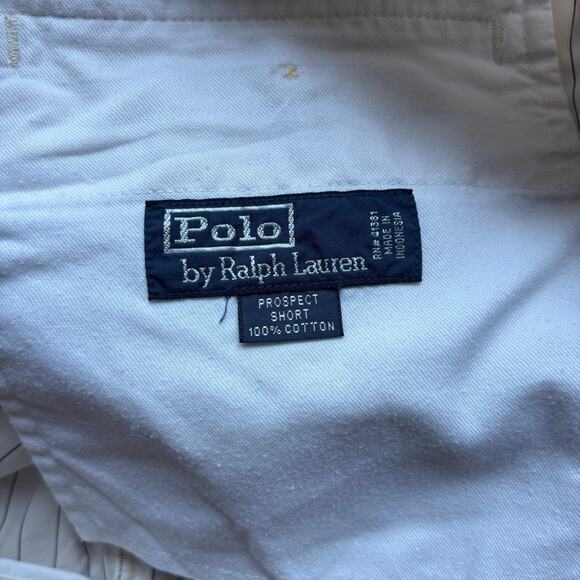 Polo
by Ralph Lauren
RN# 41381
MADE IN
INDONESIA
PROSPECT
SHORT
100% COTTON